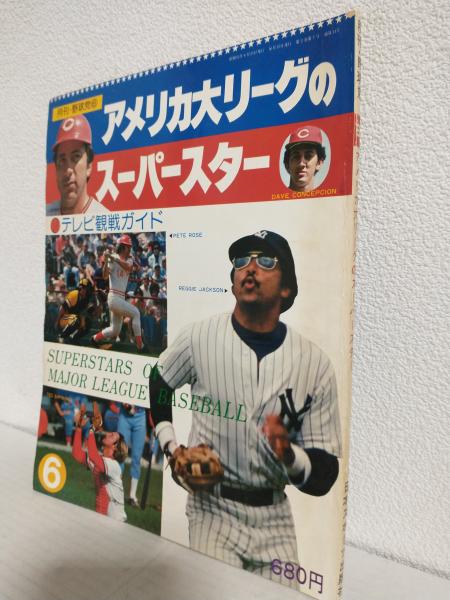 月刊・野球党⑥
アメリカ大リーグの
スーパースター
DAVE CONCEPCION
●テレビ観戦ガイド
◀PETE ROSE
REGGIE JACKSON▶
SUPERSTARS OF
MAJOR LEAGUE BASEBALL
6
680円